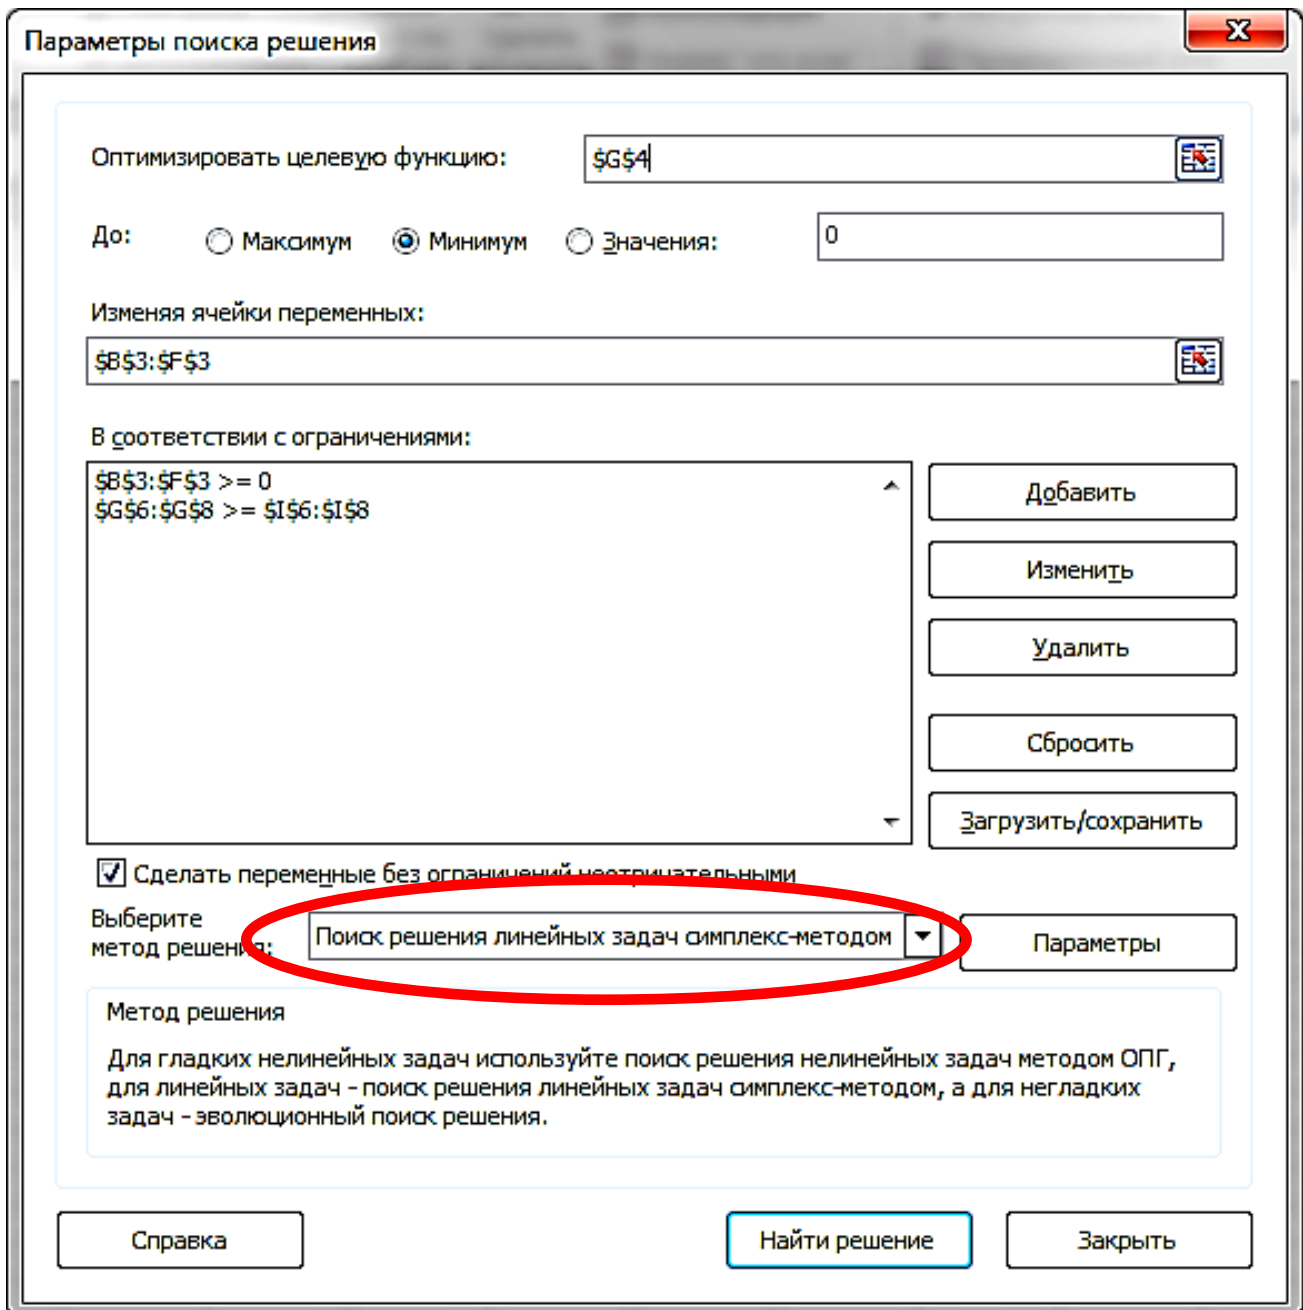 Параметры поиска решения
X
Оптимизировать целевую функцию:
$G$4
До:
Максимум
Минимум
Значения:
0
Изменяя ячейки переменных:
$B$3:$F$3
В соответствии с ограничениями:
$B$3:$F$3 >= 0
$G$6:$G$8 >= $I$6:$I$8
Добавить
Изменить
Удалить
Сбросить
Загрузить/сохранить
Сделать переменные без ограничений неотрицательными
Выберите
метод решения:
Поиск решения линейных задач симплекс-методом
Параметры
Метод решения
Для гладких нелинейных задач используйте поиск решения нелинейных задач методом ОПГ,
для линейных задач - поиск решения линейных задач симплекс-методом, а для негладких
задач - эволюционный поиск решения.
Справка
Найти решение
Закрыть